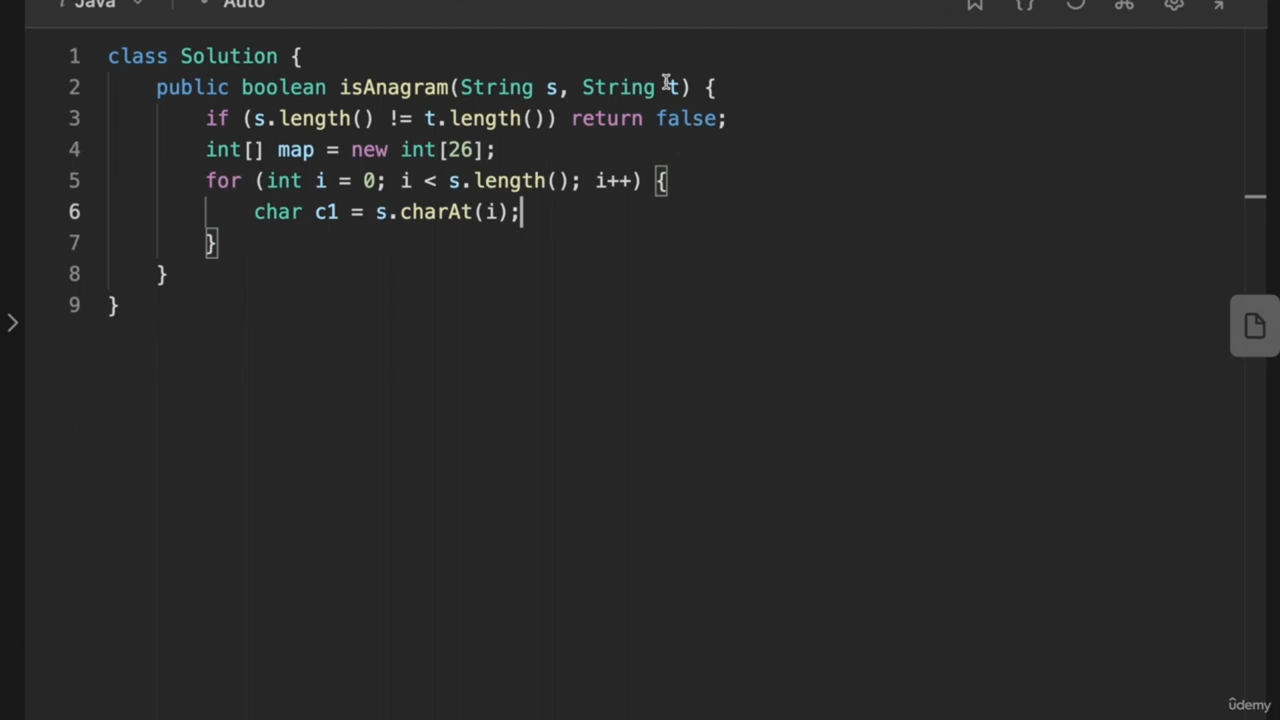 Java Auto
1 class Solution {
2 public boolean isAnagram(String s, String t) {
3 if (s.length() != t.length()) return false;
4 int[] map = new int[26];
5 for (int i = 0; i < s.length(); i++) {
6 char c1 = s.charAt(i);
7 }
8 }
9 }
ûdemy